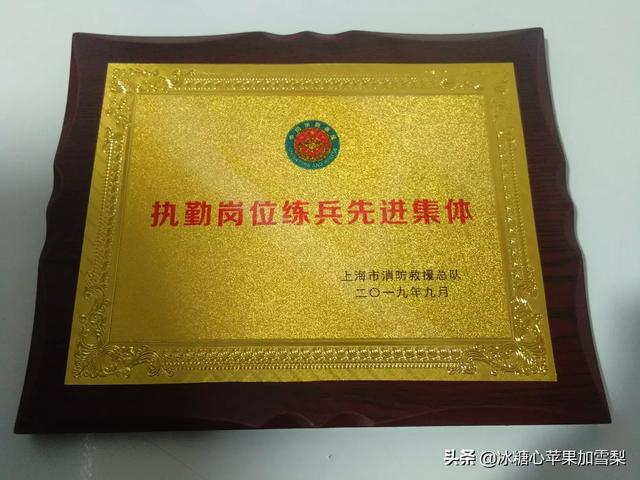 执勤岗位练兵先进集体
上海市消防救援总队
二〇一九年九月
头条 @冰糖心苹果加雪梨